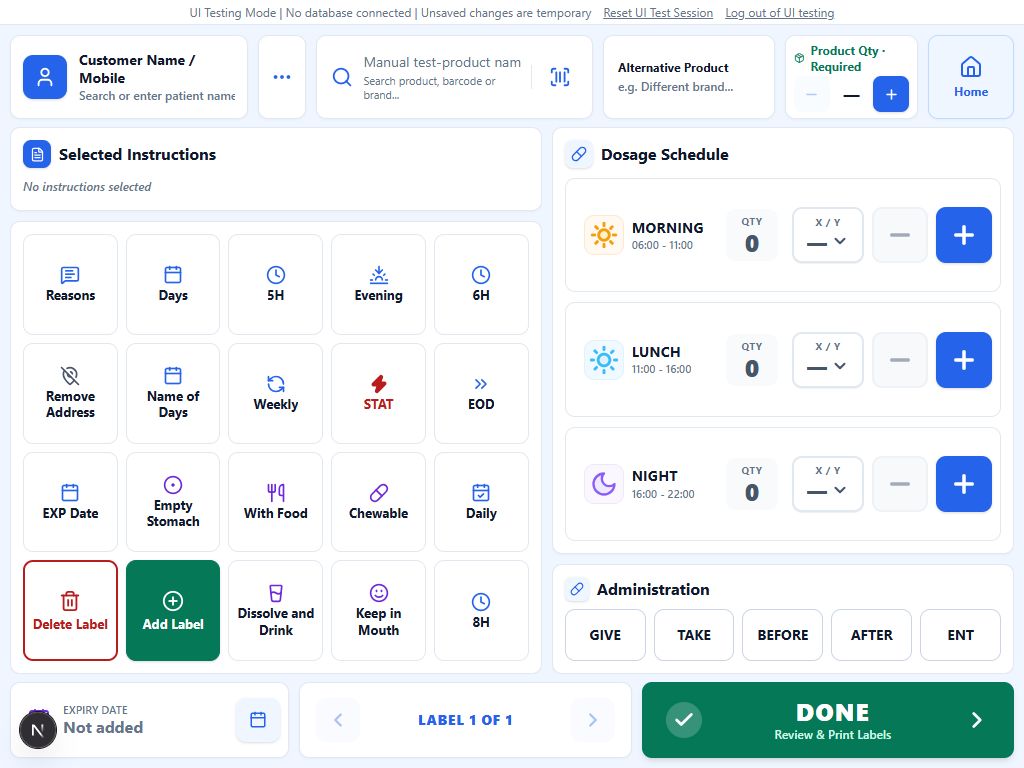 UI Testing Mode | No database connected | Unsaved changes are temporary Reset UI Test Session Log out of UI testing
Customer Name /
Mobile
Search or enter patient name
Manual test-product nam
Search product, barcode or
brand...
Alternative Product
e.g. Different brand...
Product Qty ·
Required
Home
Selected Instructions
No instructions selected
Reasons
Days
5H
Evening
6H
Remove
Address
Name of
Days
Weekly
STAT
EOD
EXP Date
Empty
Stomach
With Food
Chewable
Daily
Delete Label
Add Label
Dissolve and
Drink
Keep in
Mouth
8H
Dosage Schedule
MORNING
06:00 - 11:00
QTY
0
X / Y
LUNCH
11:00 - 16:00
QTY
0
X / Y
NIGHT
16:00 - 22:00
QTY
0
X / Y
Administration
GIVE
TAKE
BEFORE
AFTER
ENT
EXPIRY DATE
Not added
N
LABEL 1 OF 1
DONE
Review & Print Labels